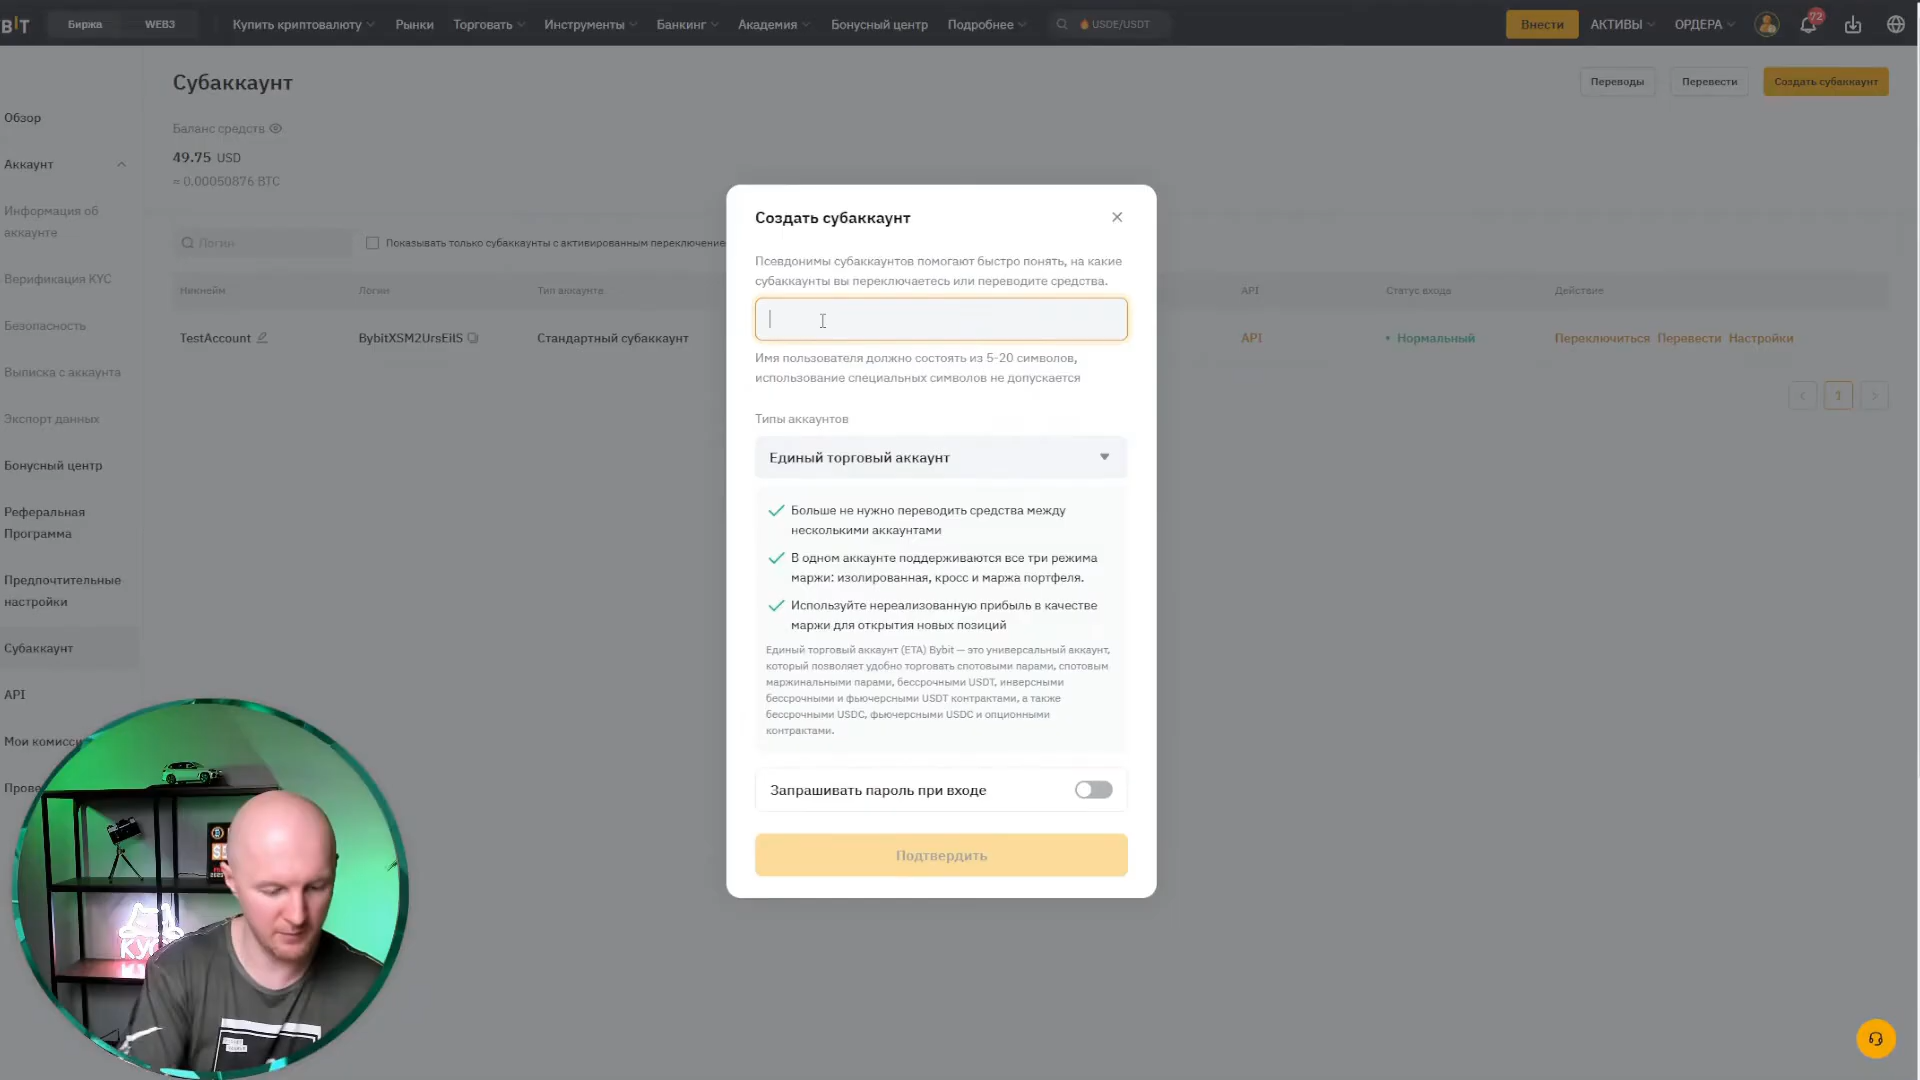 BIT
Биржа
WEB3
Купить криптовалюту
Рынки
Торговать
Инструменты
Банкинг
Академия
Бонусный центр
Подробнее
USDE/USDT
Внести
АКТИВЫ
ОРДЕРА
72
Субаккаунт
Переводы
Перевести
Создать субаккаунт
Баланс средств
49.75 USD
≈ 0.00050876 BTC
Обзор
Аккаунт
Информация об
аккаунте
Верификация KYC
Безопасность
Выписка с аккаунта
Экспорт данных
Бонусный центр
Реферальная
Программа
Предпочтительные
настройки
Субаккаунт
API
Мои комисси
Прове
Логин
Показывать только субаккаунты с активированным переключение
Никнейм
Логин
Тип аккаунта
API
Статус входа
Действие
TestAccount
BybitXSM2UrsEilS
Стандартный субаккаунт
API
Нормальный
Переключиться
Перевести
Настройки
1
Создать субаккаунт
Псевдонимы субаккаунтов помогают быстро понять, на какие
субаккаунты вы переключаетесь или переводите средства.
Имя пользователя должно состоять из 5-20 символов,
использование специальных символов не допускается
Типы аккаунтов
Единый торговый аккаунт
Больше не нужно переводить средства между
несколькими аккаунтами
В одном аккаунте поддерживаются все три режима
маржи: изолированная, кросс и маржа портфеля.
Используйте нереализованную прибыль в качестве
маржи для открытия новых позиций
Единый торговый аккаунт (ЕТА) Bybit — это универсальный аккаунт,
который позволяет удобно торговать спотовыми парами, спотовым
маржинальными парами, бессрочными USDT, инверсными
бессрочными и фьючерсными USDT контрактами, а также
бессрочными USDC, фьючерсными USDC и опционными
контрактами.
Запрашивать пароль при входе
Подтвердить